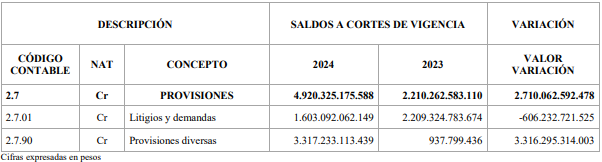 DESCRIPCIÓN SALDOS A CORTES DE VIGENCIA VARIACIÓN
CÓDIGO CONTABLE NAT CONCEPTO 2024 2023 VALOR VARIACIÓN
2.7 Cr PROVISIONES 4.920.325.175.588 2.210.262.583.110 2.710.062.592.478
2.7.01 Cr Litigios y demandas 1.603.092.062.149 2.209.324.783.674 -606.232.721.525
2.7.90 Cr Provisiones diversas 3.317.233.113.439 937.799.436 3.316.295.314.003
Cifras expresadas en pesos